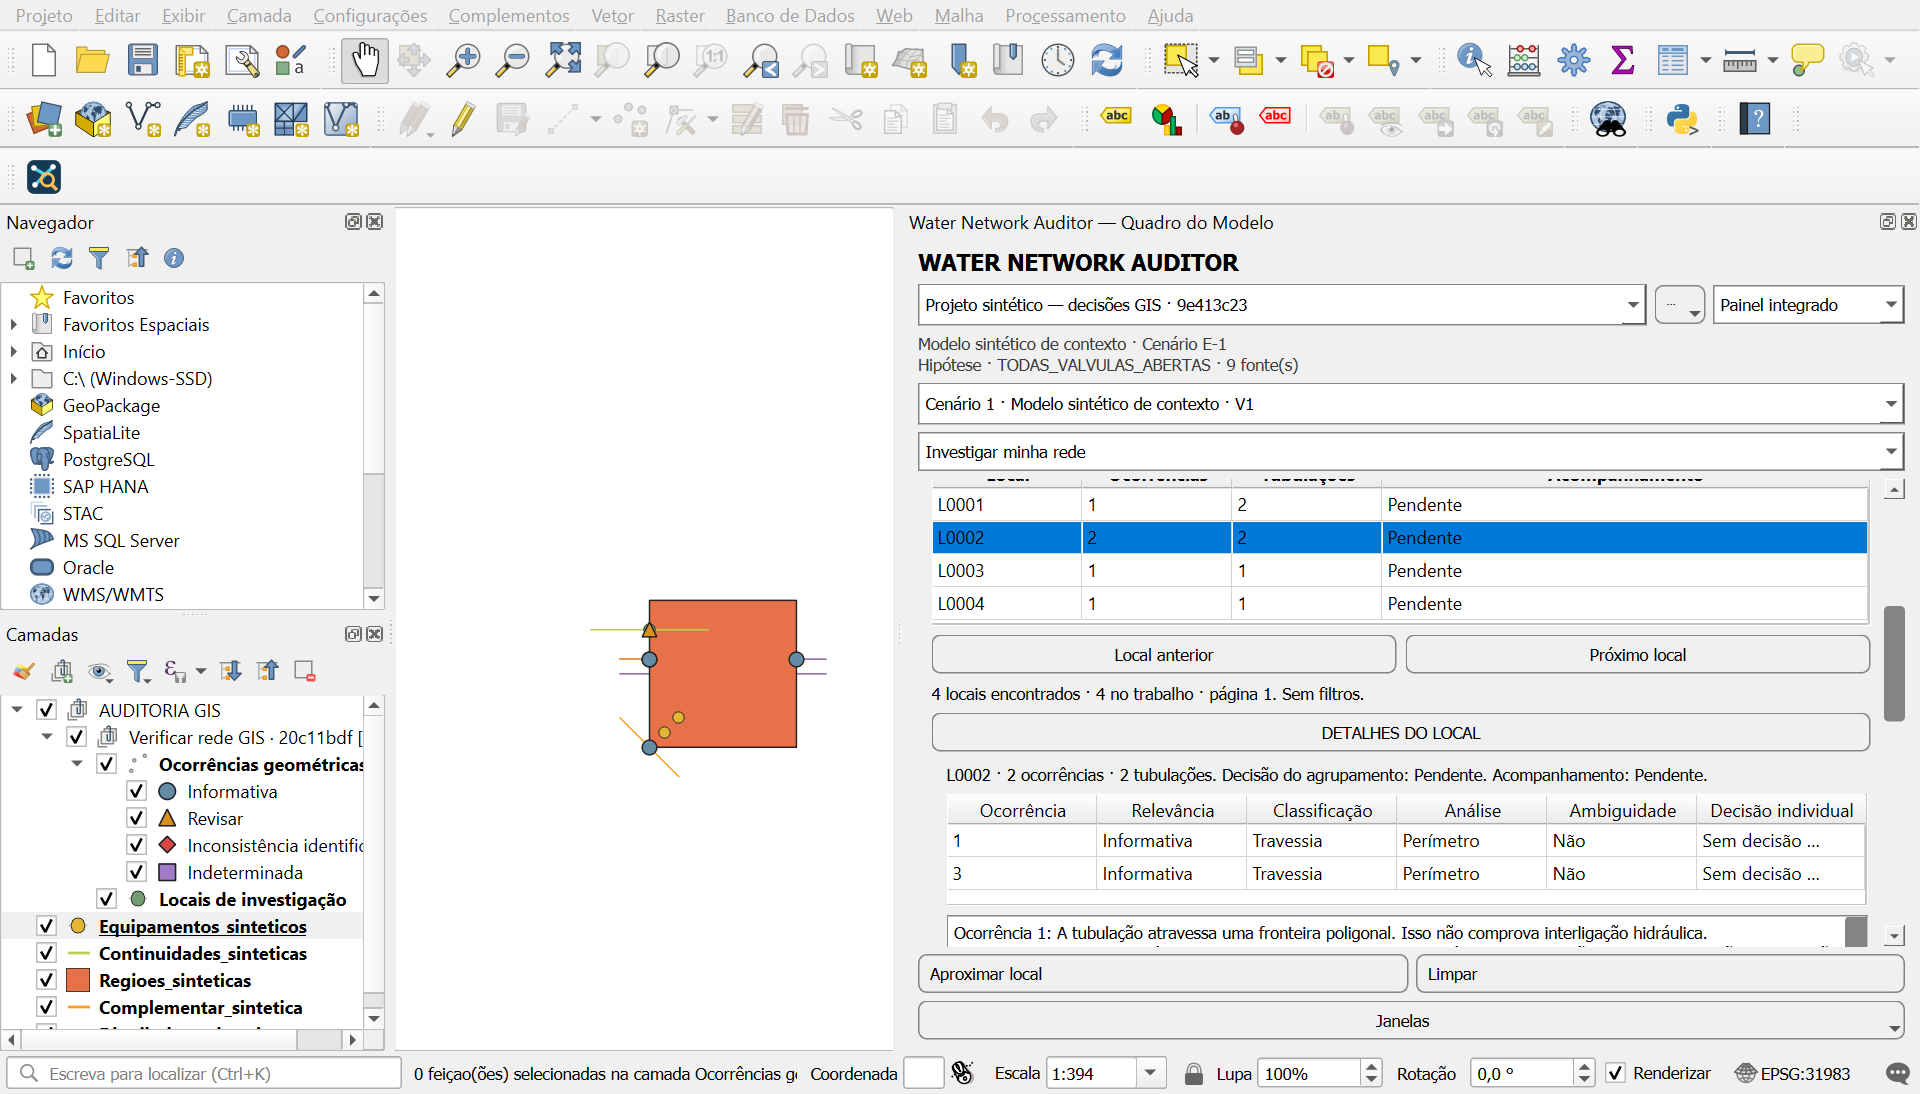 Projeto Editar Exibir Camada Configurações Complementos Vetor Raster Banco de Dados Web Malha Processamento Ajuda
Navegador
Favoritos
Favoritos Espaciais
Início
C:\ (Windows-SSD)
GeoPackage
SpatiaLite
PostgreSQL
SAP HANA
STAC
MS SQL Server
Oracle
WMS/WMTS
Camadas
AUDITORIA GIS
Verificar rede GIS · 20c11bdf [
Ocorrências geométricas
Informativa
Revisar
Inconsistência identific
Indeterminada
Locais de investigação
Equipamentos_sinteticos
Continuidades_sinteticas
Regioes_sinteticas
Complementar_sintetica
Water Network Auditor — Quadro do Modelo
WATER NETWORK AUDITOR
Projeto sintético — decisões GIS · 9e413c23 ... Painel integrado
Modelo sintético de contexto · Cenário E-1
Hipótese · TODAS_VALVULAS_ABERTAS · 9 fonte(s)
Cenário 1 · Modelo sintético de contexto · V1
Investigar minha rede
Local Ocorrências Tubulações Acompanhamento
L0001 1 2 Pendente
L0002 2 2 Pendente
L0003 1 1 Pendente
L0004 1 1 Pendente
Local anterior Próximo local
4 locais encontrados · 4 no trabalho · página 1. Sem filtros.
DETALHES DO LOCAL
L0002 · 2 ocorrências · 2 tubulações. Decisão do agrupamento: Pendente. Acompanhamento: Pendente.
Ocorrência Relevância Classificação Análise Ambiguidade Decisão individual
1 Informativa Travessia Perímetro Não Sem decisão ...
3 Informativa Travessia Perímetro Não Sem decisão ...
Ocorrência 1: A tubulação atravessa uma fronteira poligonal. Isso não comprova interligação hidráulica.
Aproximar local Limpar
Janelas
Escreva para localizar (Ctrl+K) 0 feição(ões) selecionadas na camada Ocorrências ge Coordenada Escala 1:394 Lupa 100% Rotação 0,0 ° Renderizar EPSG:31983